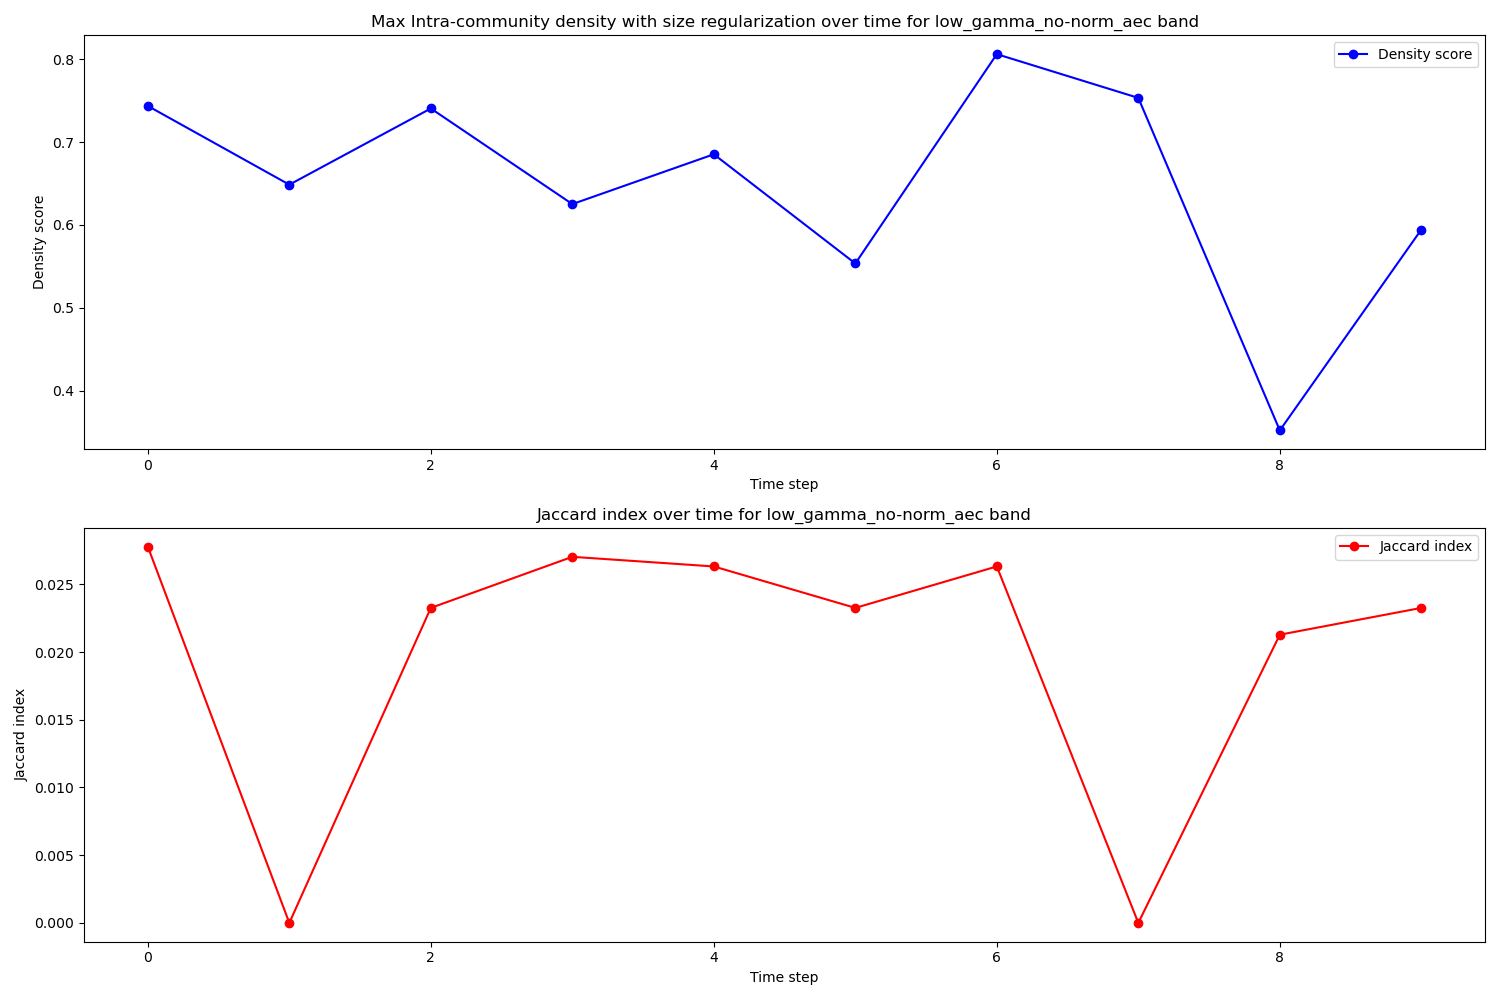 Max Intra-community density with size regularization over time for low_gamma_no-norm_aec band
Density score
0.8
0.7
0.6
0.5
0.4
Density score
0 2 4 6 8
Time step
Jaccard index over time for low_gamma_no-norm_aec band
Jaccard index
0.025
0.020
0.015
0.010
0.005
0.000
Jaccard index
0 2 4 6 8
Time step